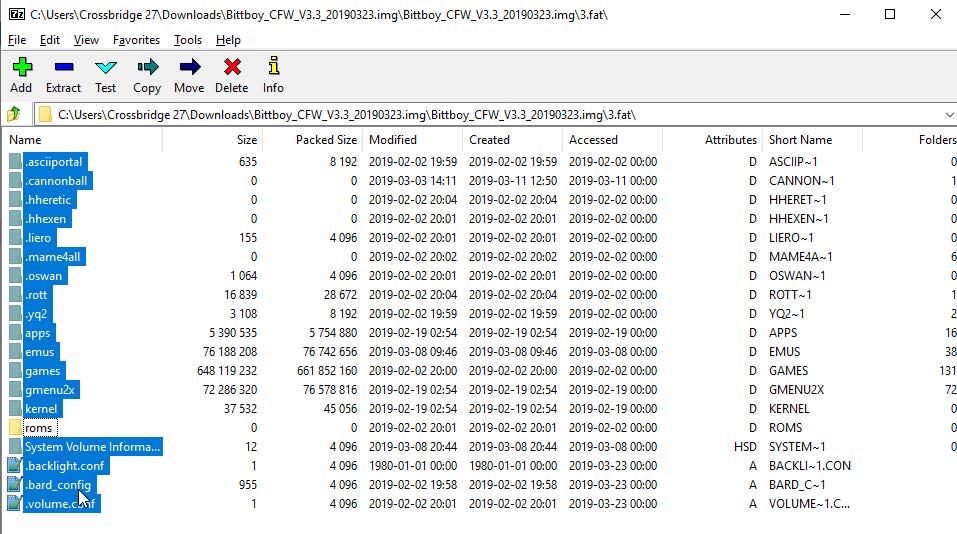 7z C:\Users\Crossbridge 27\Downloads\Bittboy_CFW_V3.3_20190323.img\Bittboy_CFW_V3.3_20190323.img\3.fat\
File Edit View Favorites Tools Help
Add Extract Test Copy Move Delete Info
C:\Users\Crossbridge 27\Downloads\Bittboy_CFW_V3.3_20190323.img\Bittboy_CFW_V3.3_20190323.img\3.fat\
Name Size Packed Size Modified Created Accessed Attributes Short Name Folders
.asciiportal 635 8 192 2019-02-02 19:59 2019-02-02 19:59 2019-02-02 00:00 D ASCIIP~1 0
.cannonball 0 0 2019-03-03 14:11 2019-03-11 12:50 2019-03-11 00:00 D CANNON~1 1
.hheretic 0 0 2019-02-02 20:04 2019-02-02 20:04 2019-02-02 00:00 D HHERET~1 0
.hhexen 0 0 2019-02-02 20:01 2019-02-02 20:01 2019-02-02 00:00 D HHEXEN~1 0
.liero 155 4 096 2019-02-02 20:01 2019-02-02 20:01 2019-02-02 00:00 D LIERO~1 0
.mame4all 0 0 2019-02-02 20:02 2019-02-02 20:02 2019-02-02 00:00 D MAME4A~1 6
.oswan 1 064 4 096 2019-02-02 20:01 2019-02-02 20:01 2019-02-02 00:00 D OSWAN~1 0
.rott 16 839 28 672 2019-02-02 20:04 2019-02-02 20:04 2019-02-02 00:00 D ROTT~1 1
.yq2 3 108 8 192 2019-02-02 19:59 2019-02-02 19:59 2019-02-02 00:00 D YQ2~1 2
apps 5 390 535 5 754 880 2019-02-19 02:54 2019-02-19 02:54 2019-02-19 00:00 D APPS 16
emus 76 188 208 76 742 656 2019-03-08 09:46 2019-03-08 09:46 2019-03-08 00:00 D EMUS 38
games 648 119 232 661 852 160 2019-02-02 20:00 2019-02-02 20:00 2019-02-02 00:00 D GAMES 131
gmenu2x 72 286 320 76 578 816 2019-02-19 02:54 2019-02-19 02:54 2019-02-19 00:00 D GMENU2X 72
kernel 37 532 45 056 2019-02-19 02:54 2019-02-19 02:54 2019-02-19 00:00 D KERNEL 0
roms 0 0 2019-02-02 20:01 2019-02-02 20:01 2019-02-02 00:00 D ROMS 0
System Volume Informa... 12 4 096 2019-03-08 20:44 2019-03-08 20:44 2019-03-08 00:00 HSD SYSTEM~1 0
.backlight.conf 1 4 096 1980-01-01 00:00 1980-01-01 00:00 2019-03-23 00:00 A BACKLI~1.CON
.bard_config 955 4 096 2019-02-02 19:58 2019-02-02 19:58 2019-03-23 00:00 A BARD_C~1
.volume.conf 1 4 096 2019-02-02 20:01 2019-02-02 20:01 2019-03-23 00:00 A VOLUME~1.C...